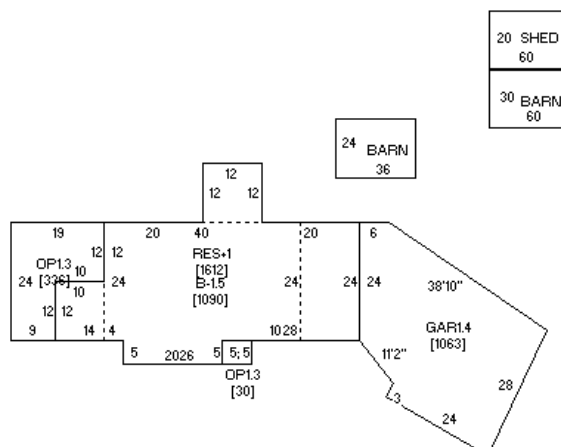 20 SHED
60
30 BARN
60
24 BARN
36
12
12 12
19 20 40 20 6
12 12
RES+1
[1612]
OP1.3
[336]
10
10
24 24
B-1.5
[1090]
24 24 24
38'10"
12 12
GAR1.4
[1063]
9 14 4 1028
11'2"
5 2026 5 5; 5
OP1.3
[30]
28
3
24